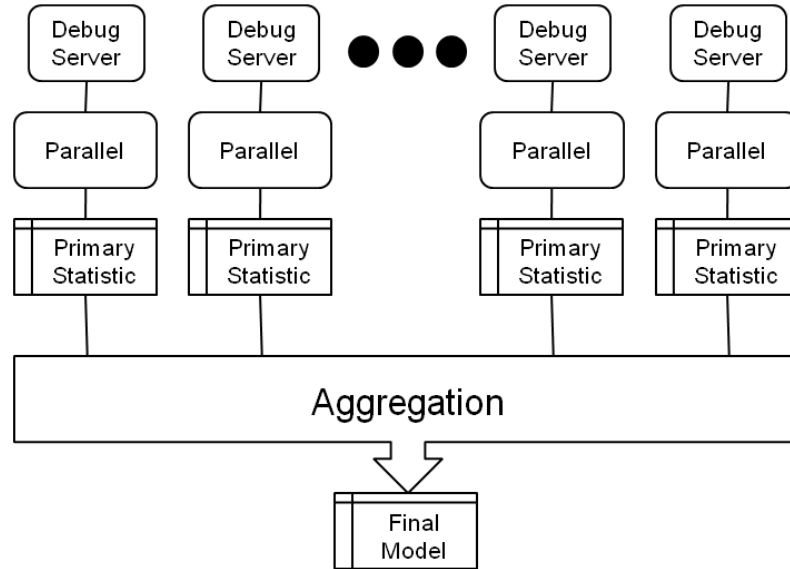 Debug
Server
Debug
Server
Debug
Server
Debug
Server
Parallel
Parallel
Parallel
Parallel
Primary
Statistic
Primary
Statistic
Primary
Statistic
Primary
Statistic
Aggregation
Final
Model